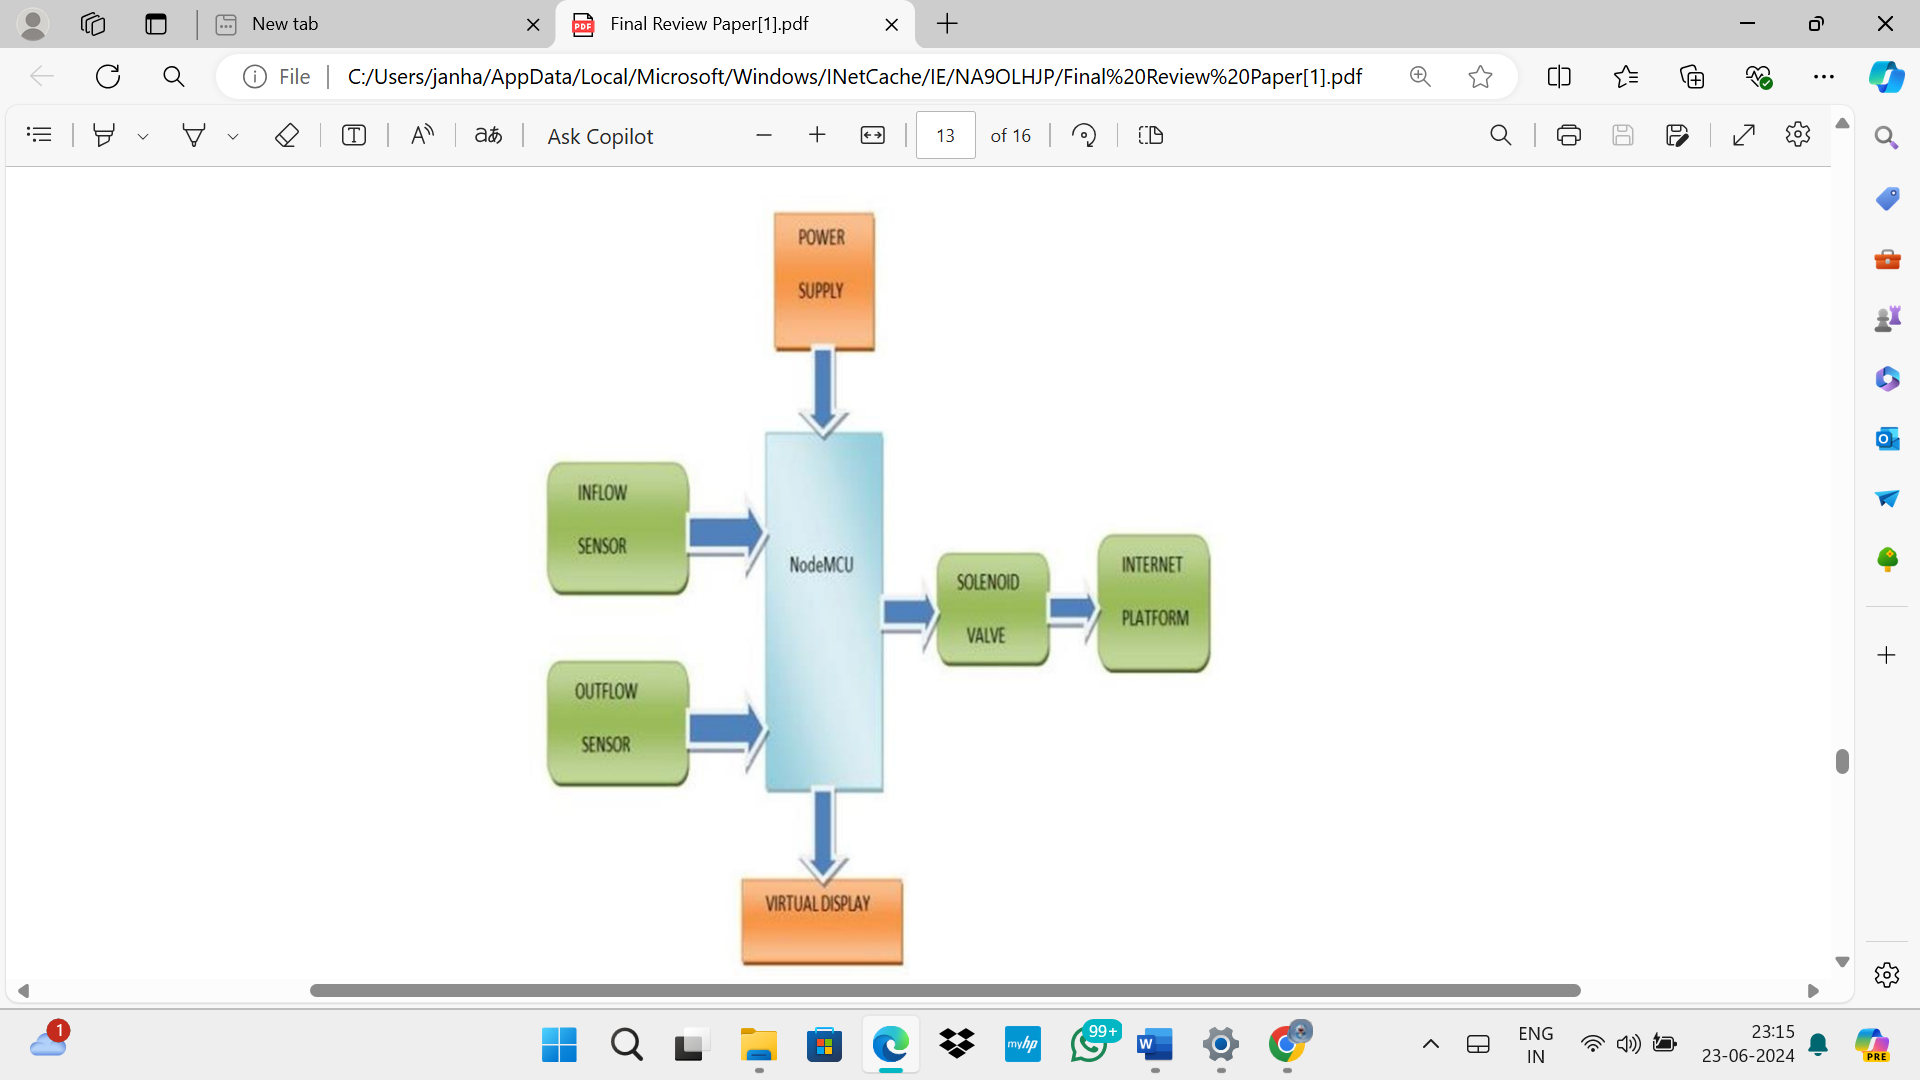 New tab
Final Review Paper[1].pdf
File
C:/Users/janha/AppData/Local/Microsoft/Windows/INetCache/IE/NA9OLHJP/Final%20Review%20Paper[1].pdf
Ask Copilot
13 of 16
POWER
SUPPLY
INFLOW
SENSOR
NodeMCU
SOLENOID
VALVE
INTERNET
PLATFORM
OUTFLOW
SENSOR
VIRTUAL DISPLAY
1
99+
ENG
IN
23:15
23-06-2024
PRE